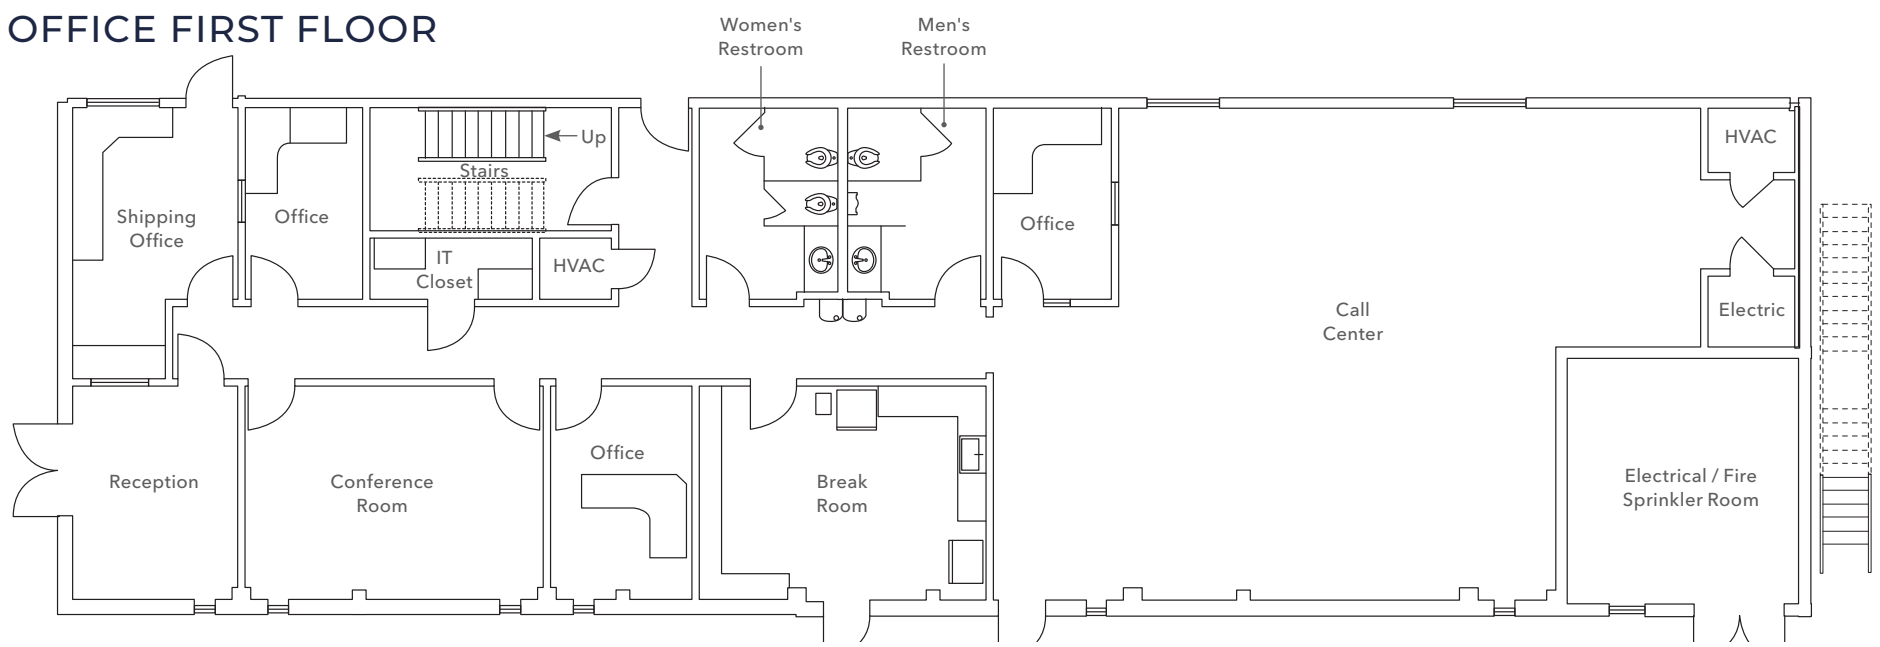 OFFICE FIRST FLOOR
Women's
Restroom
Men's
Restroom
Up
HVAC
Stairs
Shipping
Office
Office
Office
IT
Closet
HVAC
Call
Center
Electric
Reception
Conference
Room
Office
Break
Room
Electrical / Fire
Sprinkler Room